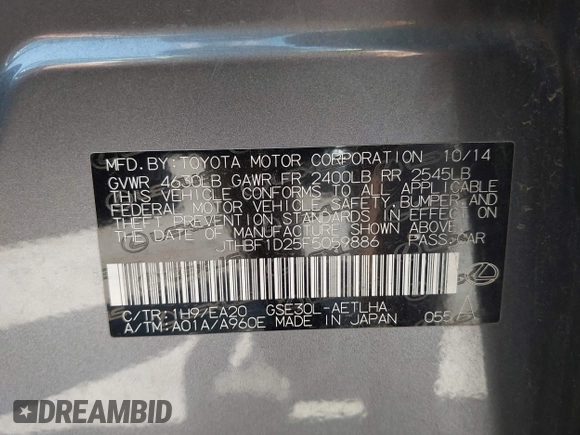 MFD.BY:TOYOTA MOTOR CORPORATION 10/14
GVWR 4630LB GAWR FR 2400LB RR 2545LB
THIS VEHICLE CONFORMS TO ALL APPLICABLE
FEDERAL MOTOR VEHICLE SAFETY, BUMPER AND
THEFT PREVENTION STANDARDS IN EFFECT ON
THE DATE OF MANUFACTURE SHOWN ABOVE.
JTHBF1D25F5059886 PASS.CAR
C/TR:1H9/EA20 GSE30L-AETLHA
A/TM:A01A/A960E MADE IN JAPAN 055
DREAMBID